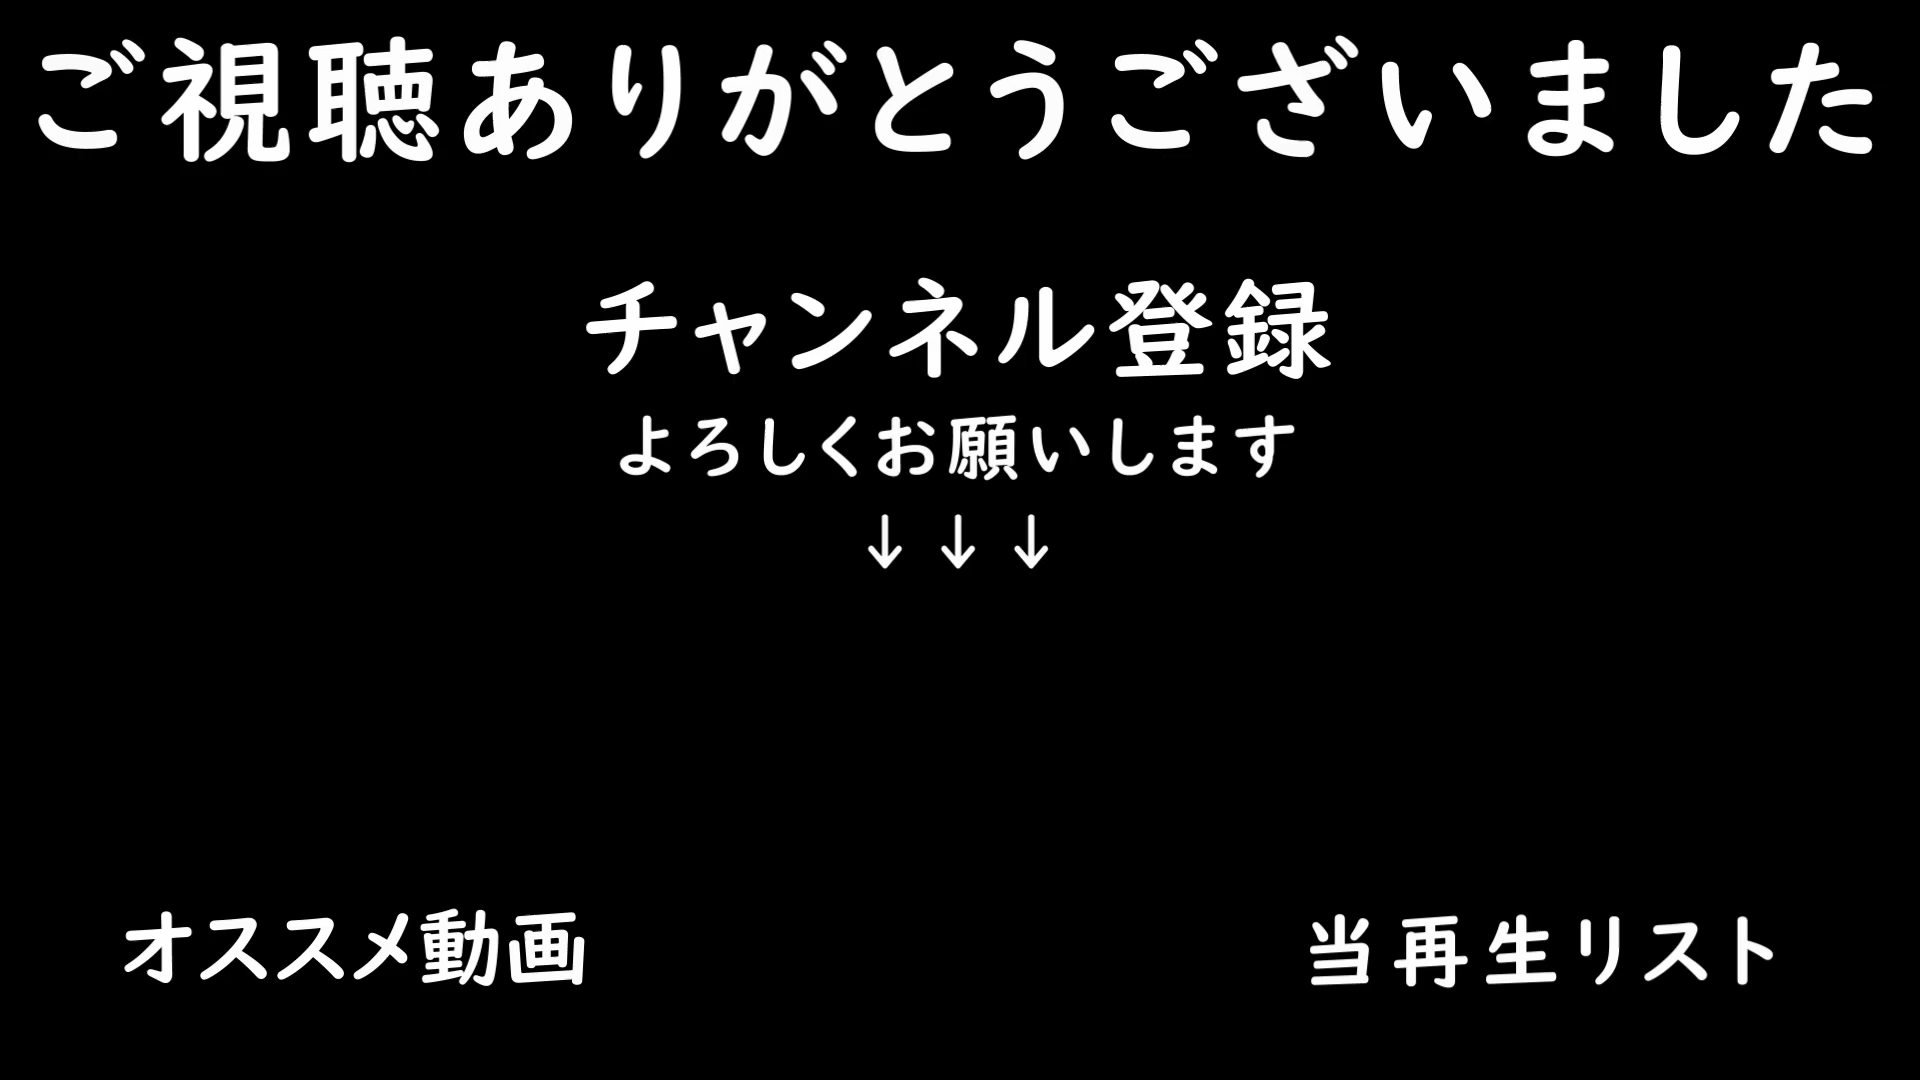 ご視聴ありがとうございました
チャンネル登録
よろしくお願いします
↓ ↓ ↓
オススメ動画
当再生リスト